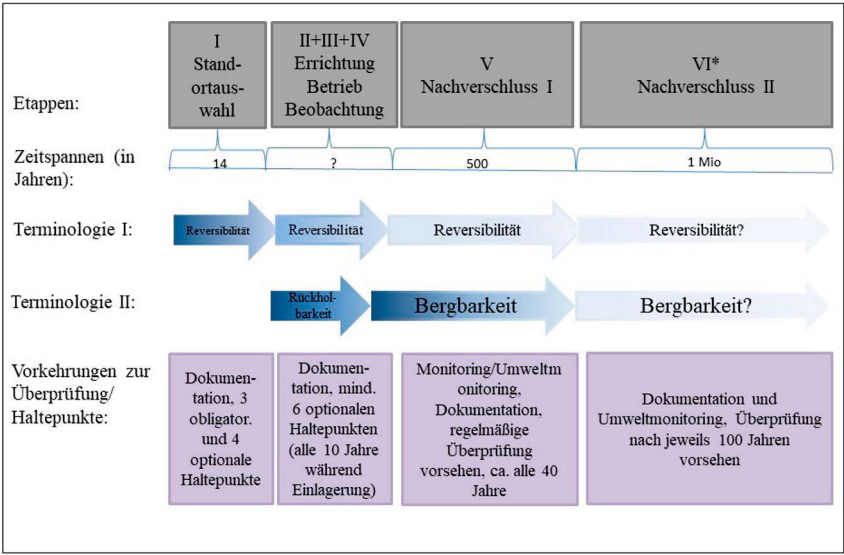 Etappen:
I
Stand-
ortaus-
wahl
II+III+IV
Errichtung
Betrieb
Beobachtung
V
Nachverschluss I
VI*
Nachverschluss II
Zeitspannen (in
Jahren):
14
?
500
1 Mio
Terminologie I:
Reversibilität
Reversibilität
Reversibilität
Reversibilität?
Terminologie II:
Rückhol-
barkeit
Bergbarkeit
Bergbarkeit?
Vorkehrungen zur
Überprüfung/
Haltepunkte:
Dokumen-
tation, 3
obligator.
und 4
optionale
Haltepunkte
Dokumen-
tation, mind.
6 optionalen
Haltepunkten
(alle 10 Jahre
während
Einlagerung)
Monitoring/Umweltm
onitoring,
Dokumentation,
regelmäßige
Überprüfung
vorsehen, ca. alle 40
Jahre
Dokumentation und
Umweltmonitoring, Überprüfung
nach jeweils 100 Jahren
vorsehen